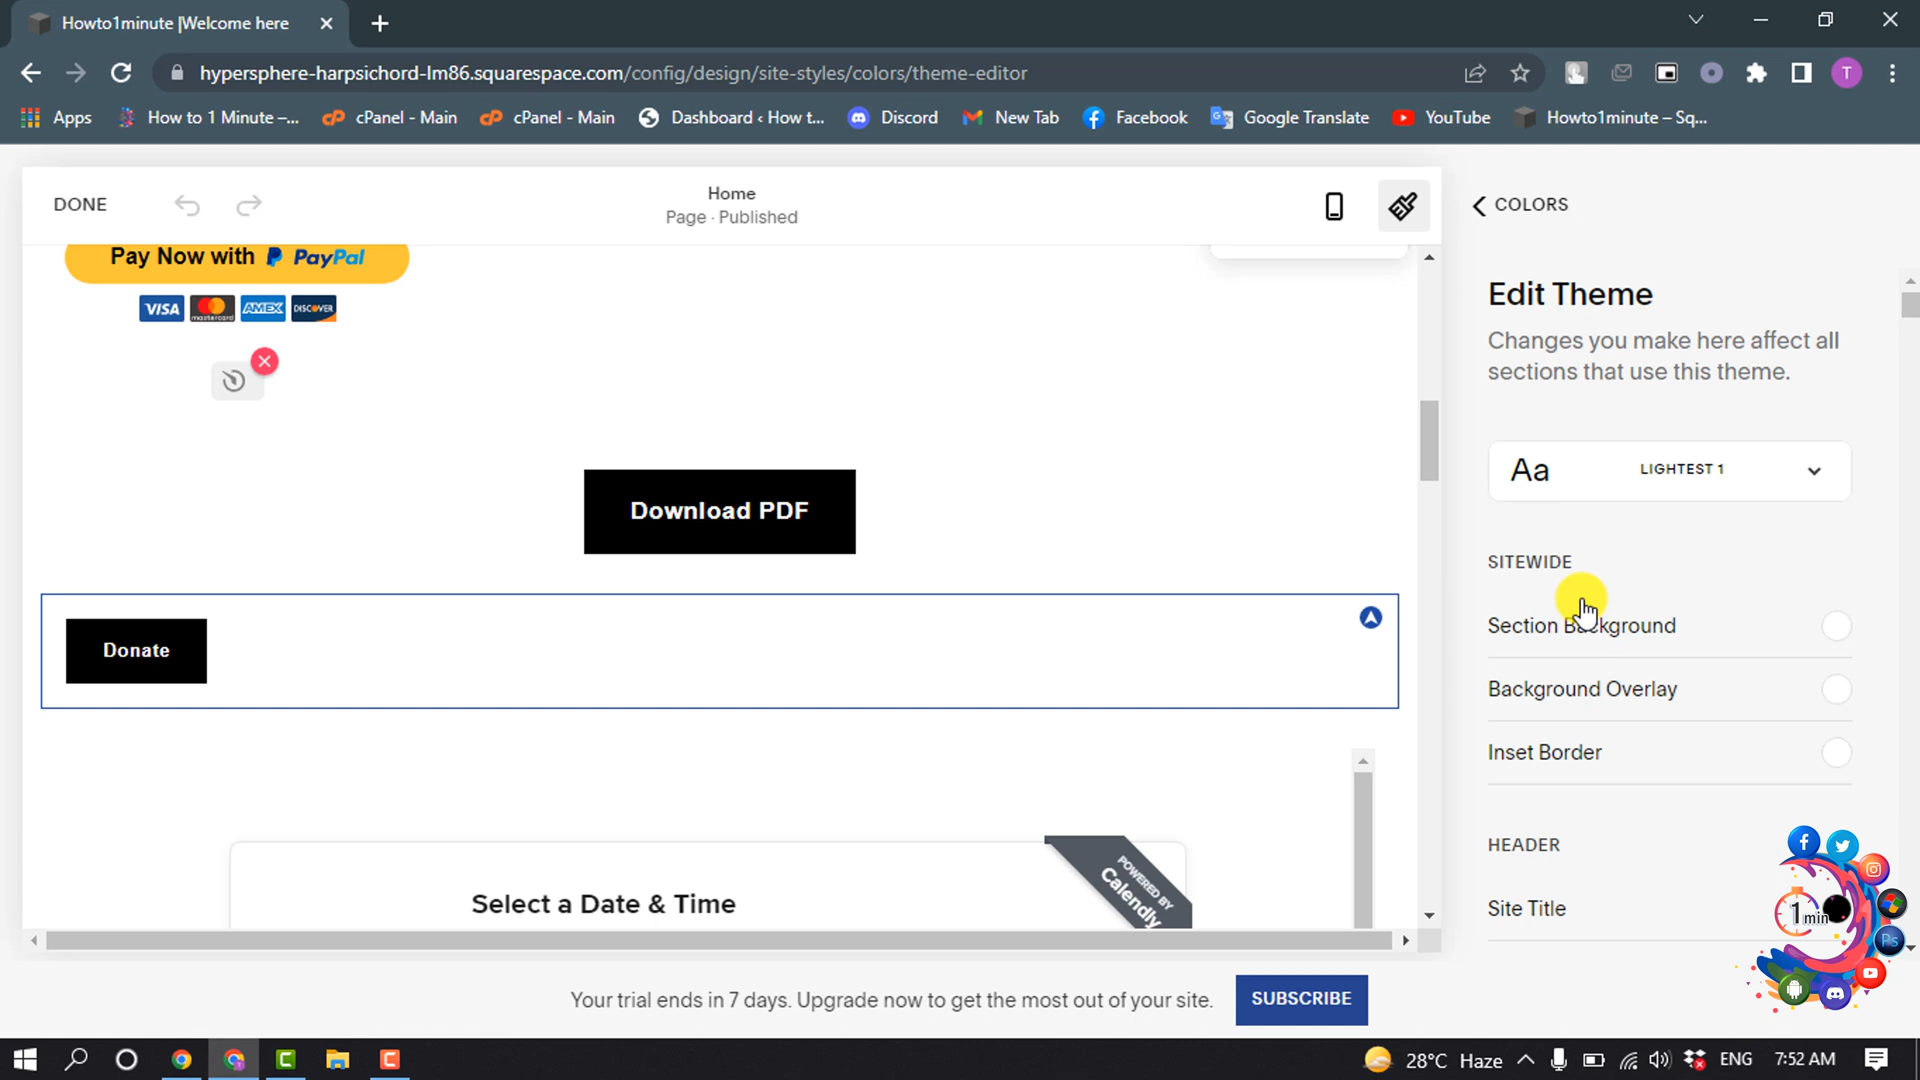 Howto1minute |Welcome here
hypersphere-harpsichord-lm86.squarespace.com/config/design/site-styles/colors/theme-editor
Apps
How to 1 Minute –...
cPanel - Main
cPanel - Main
Dashboard ‹ How t...
Discord
New Tab
Facebook
Google Translate
YouTube
Howto1minute – Sq...
T
DONE
Home
Page · Published
COLORS
Pay Now with PayPal
VISA
mastercard
AMEX
DISCOVER
Edit Theme
Changes you make here affect all
sections that use this theme.
Aa
LIGHTEST 1
Download PDF
SITEWIDE
Section Background
Donate
Background Overlay
Inset Border
HEADER
POWERED BY
Calendly
Select a Date & Time
Site Title
1 min
Ps
Your trial ends in 7 days. Upgrade now to get the most out of your site.
SUBSCRIBE
28°C Haze
ENG
7:52 AM